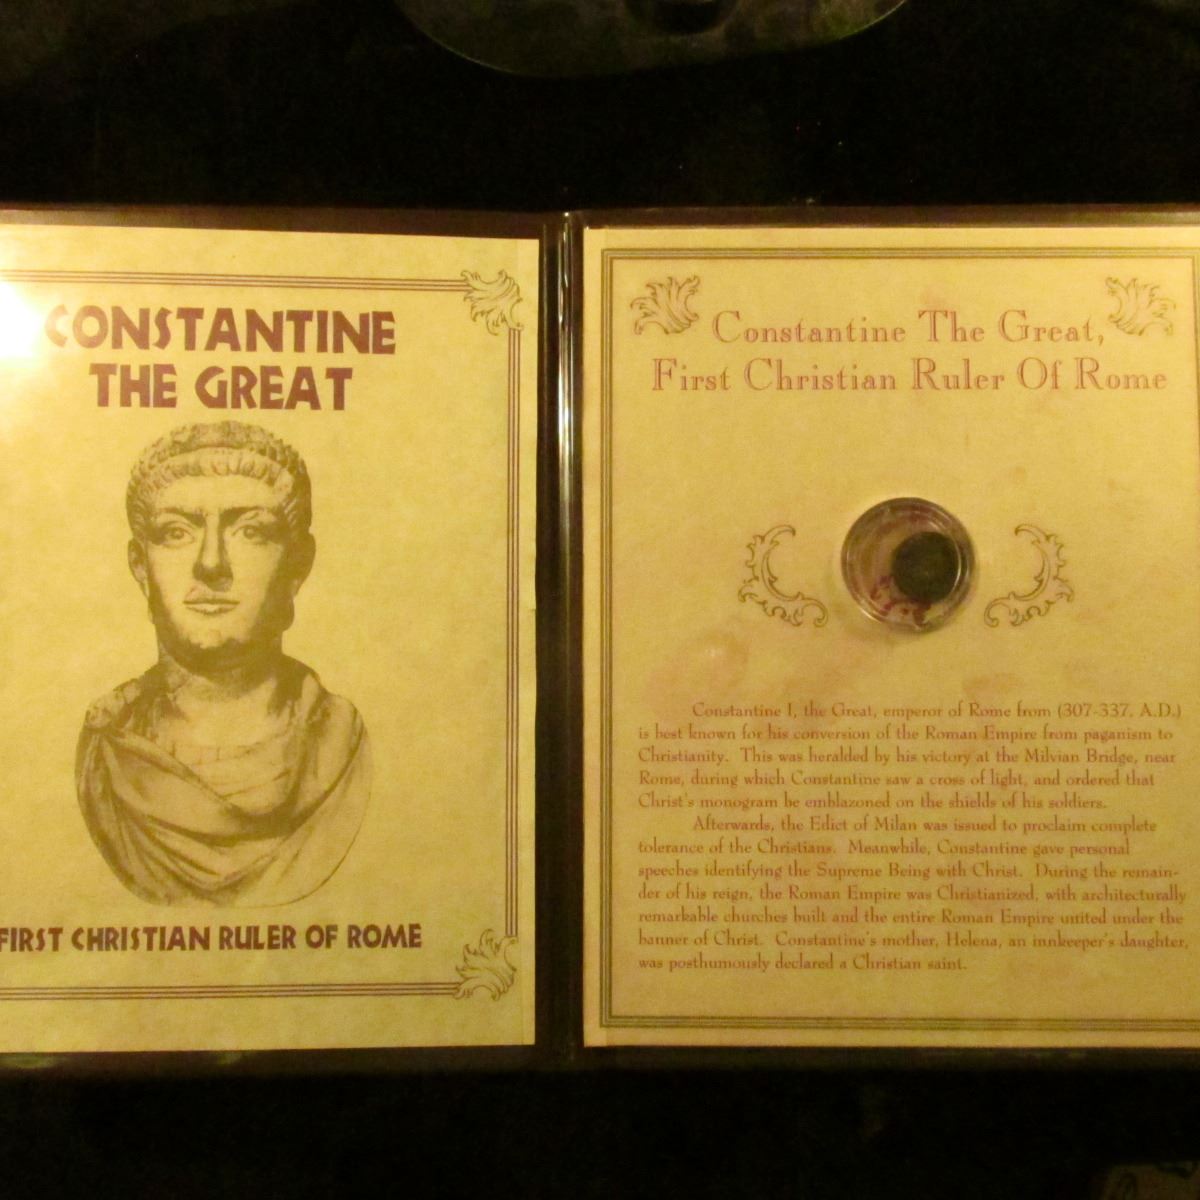 CONSTANTINE
THE GREAT
FIRST CHRISTIAN RULER OF ROME
Constantine The Great,
First Christian Ruler Of Rome
Constantine I, the Great, emperor of Rome from (307-337. A.D.)
is best known for his conversion of the Roman Empire from paganism to
Christianity. This was heralded by his victory at the Milvian Bridge, near
Rome, during which Constantine saw a cross of light, and ordered that
Christ's monogram be emblazoned on the shields of his soldiers.
Afterwards, the Edict of Milan was issued to proclaim complete
tolerance of the Christians. Meanwhile, Constantine gave personal
speeches identifying the Supreme Being with Christ. During the remain-
der of his reign, the Roman Empire was Christianized, with architecturally
remarkable churches built and the entire Roman Empire united under the
banner of Christ. Constantine's mother, Helena, an innkeeper's daughter,
was posthumously declared a Christian saint.